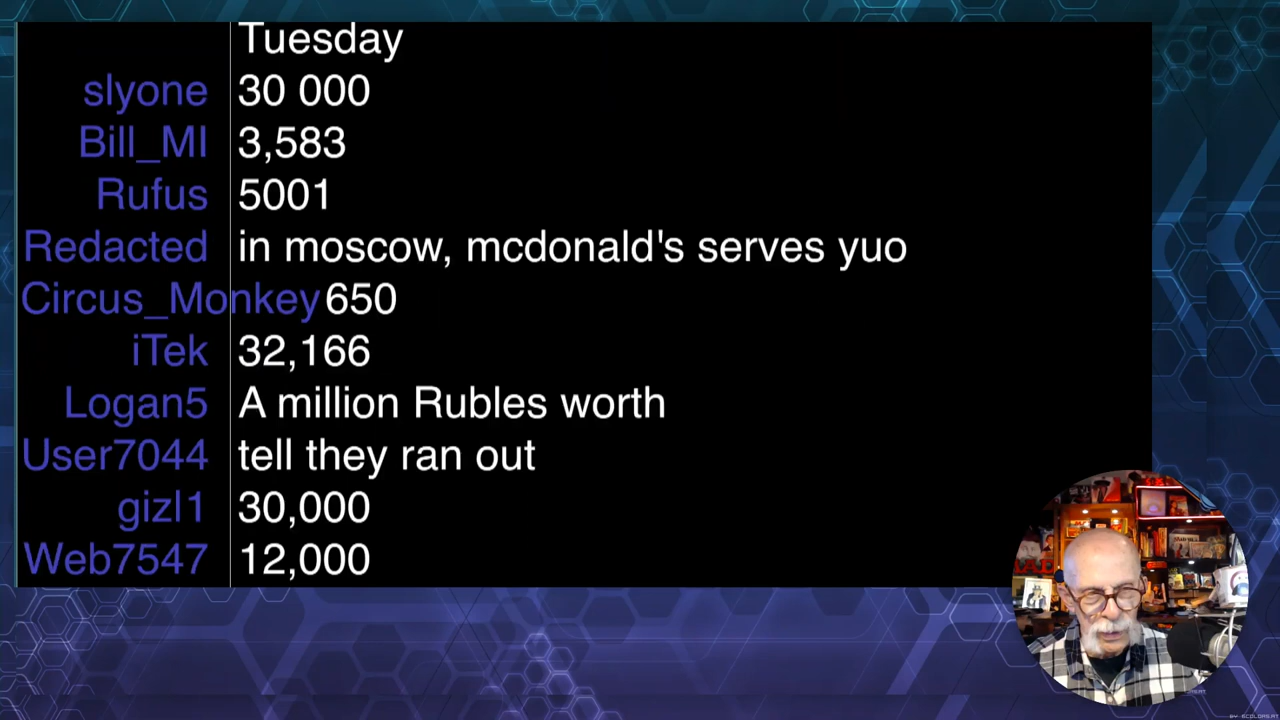 Tuesday
slyone 30 000
Bill_MI 3,583
Rufus 5001
Redacted in moscow, mcdonald's serves yuo
Circus_Monkey 650
iTek 32,166
Logan5 A million Rubles worth
User7044 tell they ran out
gizl1 30,000
Web7547 12,000